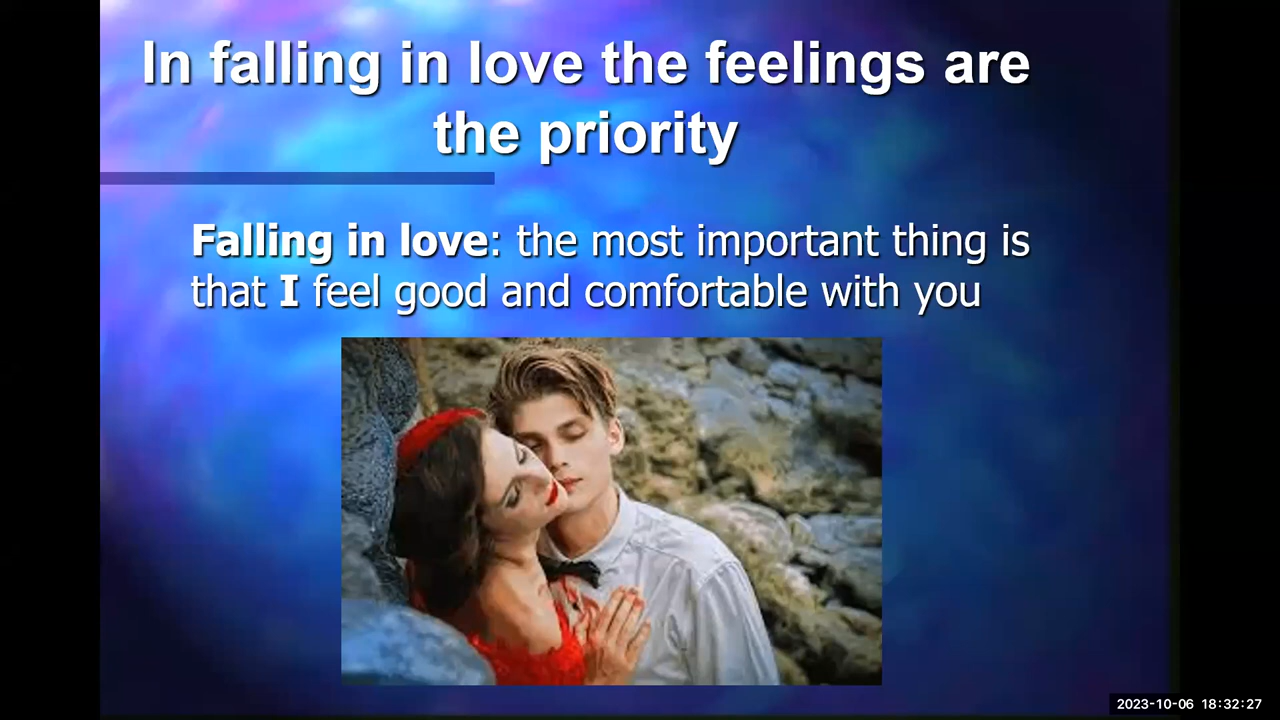 In falling in love the feelings are
the priority
Falling in love: the most important thing is
that I feel good and comfortable with you
2023-10-06 18:32:27